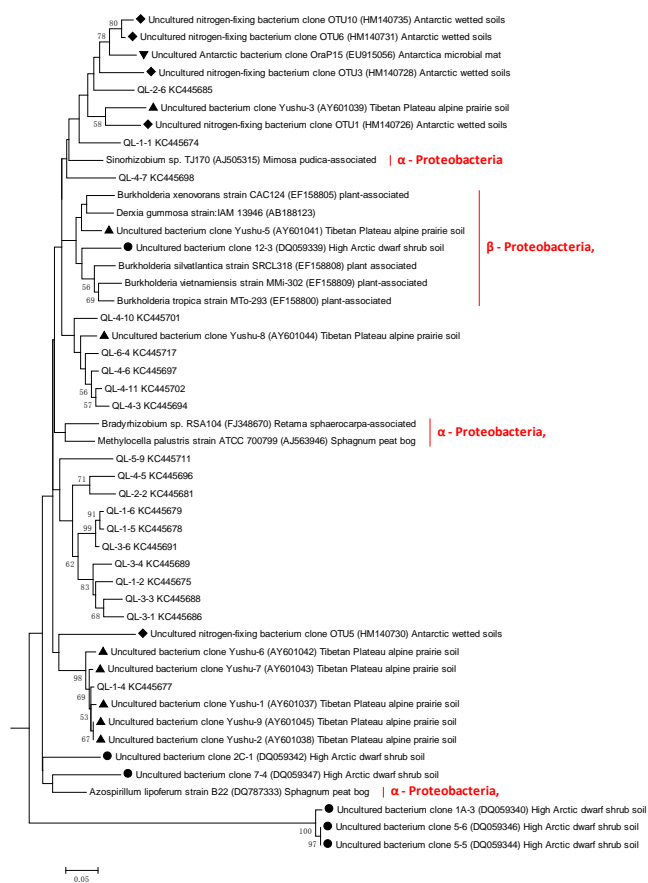 80
Uncultured nitrogen-fixing bacterium clone OTU10 (HM140735) Antarctic wetted soils
78
Uncultured nitrogen-fixing bacterium clone OTU6 (HM140731) Antarctic wetted soils
Uncultured Antarctic bacterium clone OraP15 (EU915056) Antarctica microbial mat
Uncultured nitrogen-fixing bacterium clone OTU3 (HM140728) Antarctic wetted soils
QL-2-6 KC445685
Uncultured bacterium clone Yushu-3 (AY601039) Tibetan Plateau alpine prairie soil
58
Uncultured nitrogen-fixing bacterium clone OTU1 (HM140726) Antarctic wetted soils
QL-1-1 KC445674
Sinorhizobium sp. TJ170 (AJ505315) Mimosa pudica-associated
α - Proteobacteria
QL-4-7 KC445698
Burkholderia xenovorans strain CAC124 (EF158805) plant-associated
Derxia gummosa strain:IAM 13946 (AB188123)
Uncultured bacterium clone Yushu-5 (AY601041) Tibetan Plateau alpine prairie soil
Uncultured bacterium clone 12-3 (DQ059339) High Arctic dwarf shrub soil
β - Proteobacteria,
Burkholderia silvatlantica strain SRCL318 (EF158808) plant associated
56
Burkholderia vietnamiensis strain MMi-302 (EF158809) plant-associated
69
Burkholderia tropica strain MTo-293 (EF158800) plant-associated
QL-4-10 KC445701
Uncultured bacterium clone Yushu-8 (AY601044) Tibetan Plateau alpine prairie soil
QL-6-4 KC445717
QL-4-6 KC445697
56
QL-4-11 KC445702
57
QL-4-3 KC445694
Bradyrhizobium sp. RSA104 (FJ348670) Retama sphaerocarpa-associated
α - Proteobacteria,
Methylocella palustris strain ATCC 700799 (AJ563946) Sphagnum peat bog
QL-5-9 KC445711
71
QL-4-5 KC445696
QL-2-2 KC445681
91
QL-1-6 KC445679
99
QL-1-5 KC445678
QL-3-6 KC445691
62
QL-3-4 KC445689
83
QL-1-2 KC445675
QL-3-3 KC445688
68
QL-3-1 KC445686
Uncultured nitrogen-fixing bacterium clone OTU5 (HM140730) Antarctic wetted soils
Uncultured bacterium clone Yushu-6 (AY601042) Tibetan Plateau alpine prairie soil
98
Uncultured bacterium clone Yushu-7 (AY601043) Tibetan Plateau alpine prairie soil
69
QL-1-4 KC445677
Uncultured bacterium clone Yushu-1 (AY601037) Tibetan Plateau alpine prairie soil
53
Uncultured bacterium clone Yushu-9 (AY601045) Tibetan Plateau alpine prairie soil
67
Uncultured bacterium clone Yushu-2 (AY601038) Tibetan Plateau alpine prairie soil
Uncultured bacterium clone 2C-1 (DQ059342) High Arctic dwarf shrub soil
Uncultured bacterium clone 7-4 (DQ059347) High Arctic dwarf shrub soil
Azospirillum lipoferum strain B22 (DQ787333) Sphagnum peat bog
α - Proteobacteria,
Uncultured bacterium clone 1A-3 (DQ059340) High Arctic dwarf shrub soil
100
Uncultured bacterium clone 5-6 (DQ059346) High Arctic dwarf shrub soil
97
Uncultured bacterium clone 5-5 (DQ059344) High Arctic dwarf shrub soil
0.05